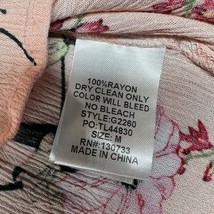 100%RAYON
DRY CLEAN ONLY
COLOR WILL BLEED
NO BLEACH
STYLE:G2260
PO:TL44830
SIZE: M
RN#:130733
MADE IN CHINA